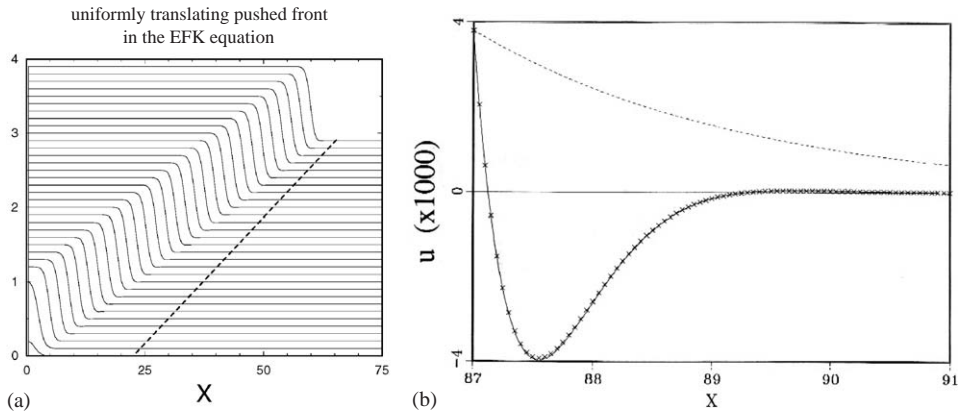 uniformly translating pushed front
in the EFK equation
4
3
2
1
0
0
25
50
75
X
(a)
4
0
-4
u (x1000)
87
88
89
90
91
X
(b)